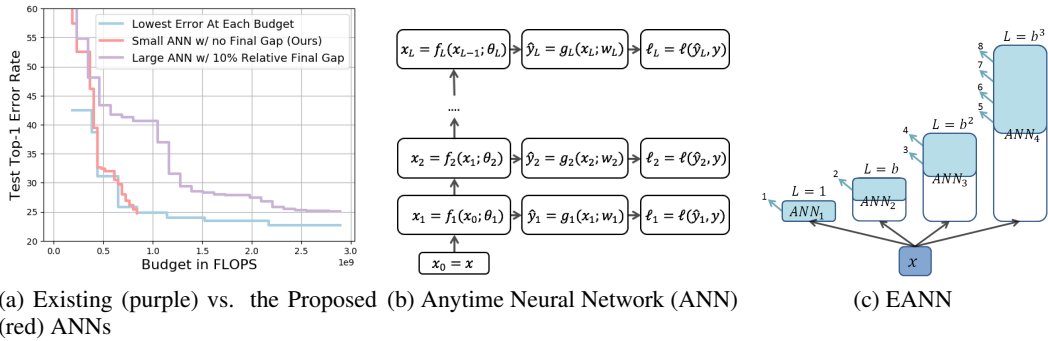 Lowest Error At Each Budget
Small ANN w/ no Final Gap (Ours)
Large ANN w/ 10% Relative Final Gap
Test Top-1 Error Rate
60
55
50
45
40
35
30
25
20
0.0 0.5 1.0 1.5 2.0 2.5 3.0
1e9
Budget in FLOPS
x_L = f_L(x_{L-1}; θ_L) ŷ_L = g_L(x_L; w_L) ℓ_L = ℓ(ŷ_L, y)
....
x_2 = f_2(x_1; θ_2) ŷ_2 = g_2(x_2; w_2) ℓ_2 = ℓ(ŷ_2, y)
x_1 = f_1(x_0; θ_1) ŷ_1 = g_1(x_1; w_1) ℓ_1 = ℓ(ŷ_1, y)
x_0 = x
L = b^3
8
7
6
5
ANN_4
L = b^2
4
3
ANN_3
L = b
2
ANN_2
L = 1
1
ANN_1
x
(a) Existing (purple) vs. the Proposed
(red) ANNs
(b) Anytime Neural Network (ANN)
(c) EANN